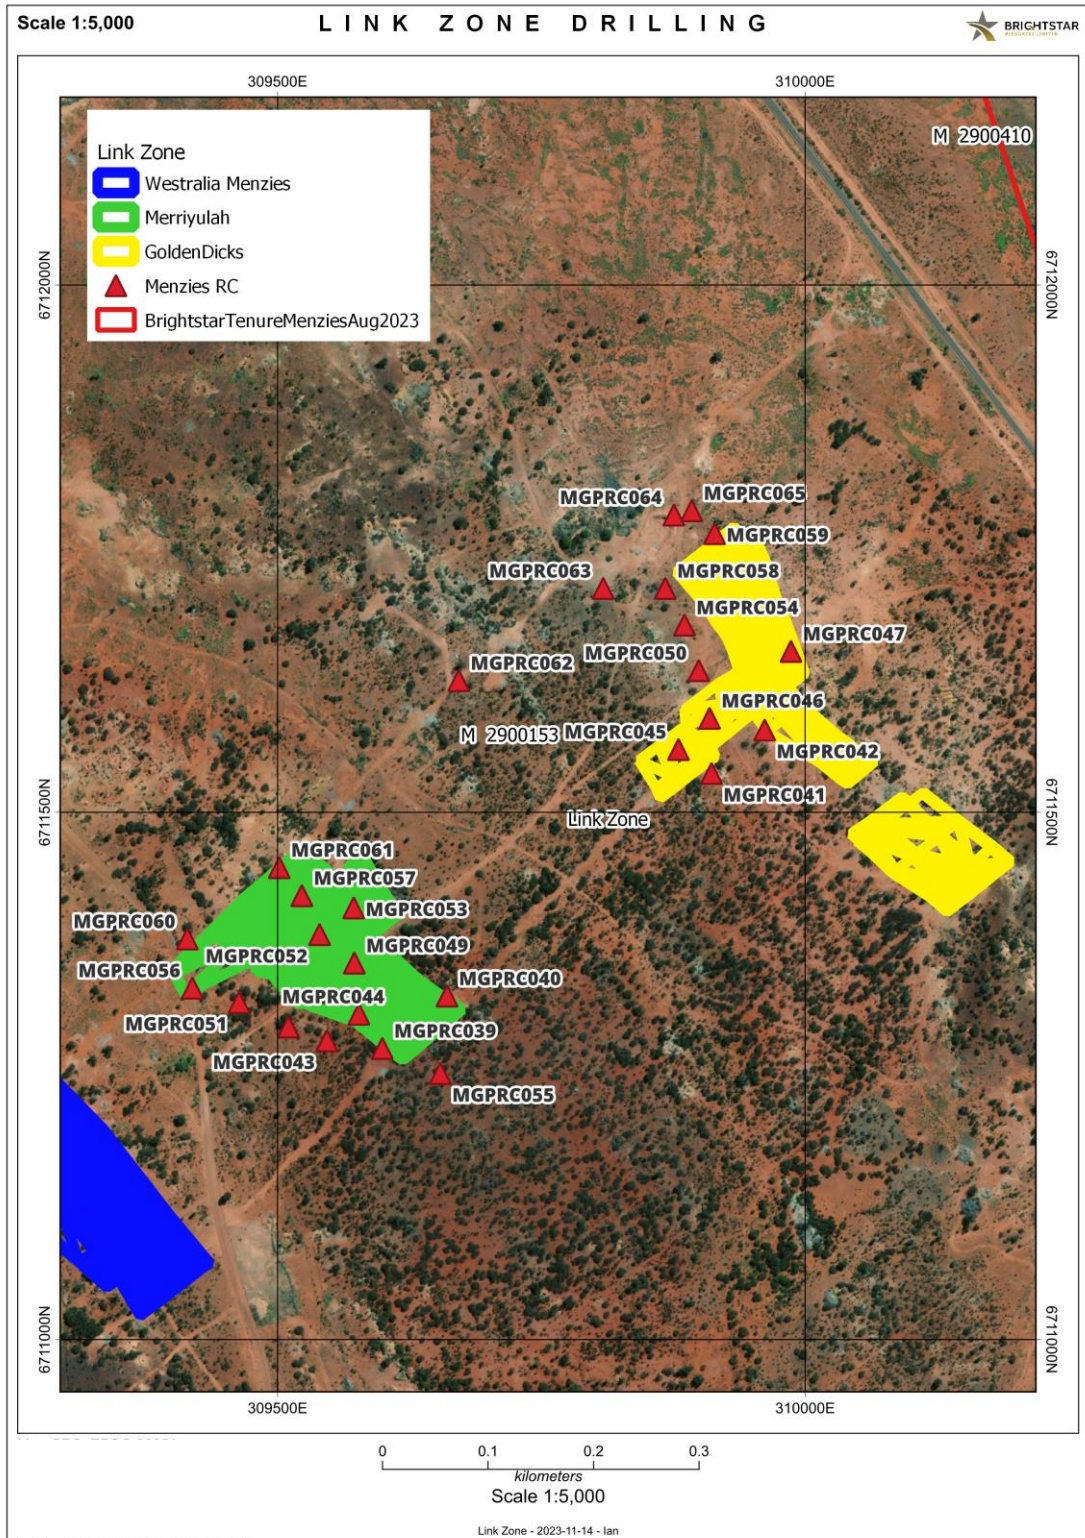 Scale 1:5,000
LINK ZONE DRILLING
BRIGHTSTAR
RESOURCES LIMITED
309500E
310000E
M 2900410
Link Zone
Westralia Menzies
Merriyulah
GoldenDicks
Menzies RC
BrightstarTenureMenziesAug2023
6712000N
6712000N
MGPRC064
MGPRC065
MGPRC059
MGPRC063
MGPRC058
MGPRC054
MGPRC047
MGPRC050
MGPRC062
MGPRC046
M 2900153
MGPRC045
MGPRC042
MGPRC041
6711500N
Link Zone
6711500N
MGPRC061
MGPRC057
MGPRC053
MGPRC060
MGPRC052
MGPRC049
MGPRC056
MGPRC040
MGPRC044
MGPRC051
MGPRC039
MGPRC043
MGPRC055
6711000N
6711000N
309500E
310000E
0
0.1
0.2
0.3
kilometers
Scale 1:5,000
Link Zone - 2023-11-14 - Ian